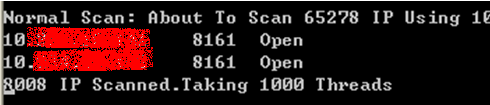 Normal Scan: About To Scan 65278 IP Using 10
10. 8161 Open
10. 8161 Open
8008 IP Scanned.Taking 1000 Threads